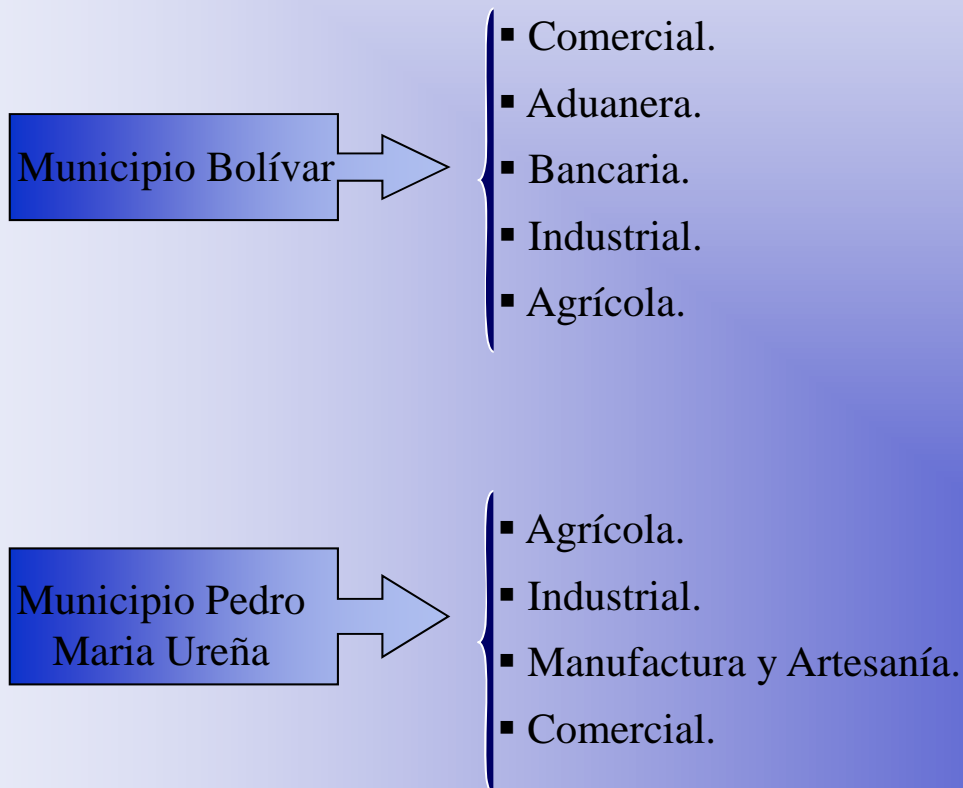 Municipio Bolívar
▪ Comercial.
▪ Aduanera.
▪ Bancaria.
▪ Industrial.
▪ Agrícola.
Municipio Pedro
Maria Ureña
▪ Agrícola.
▪ Industrial.
▪ Manufactura y Artesanía.
▪ Comercial.